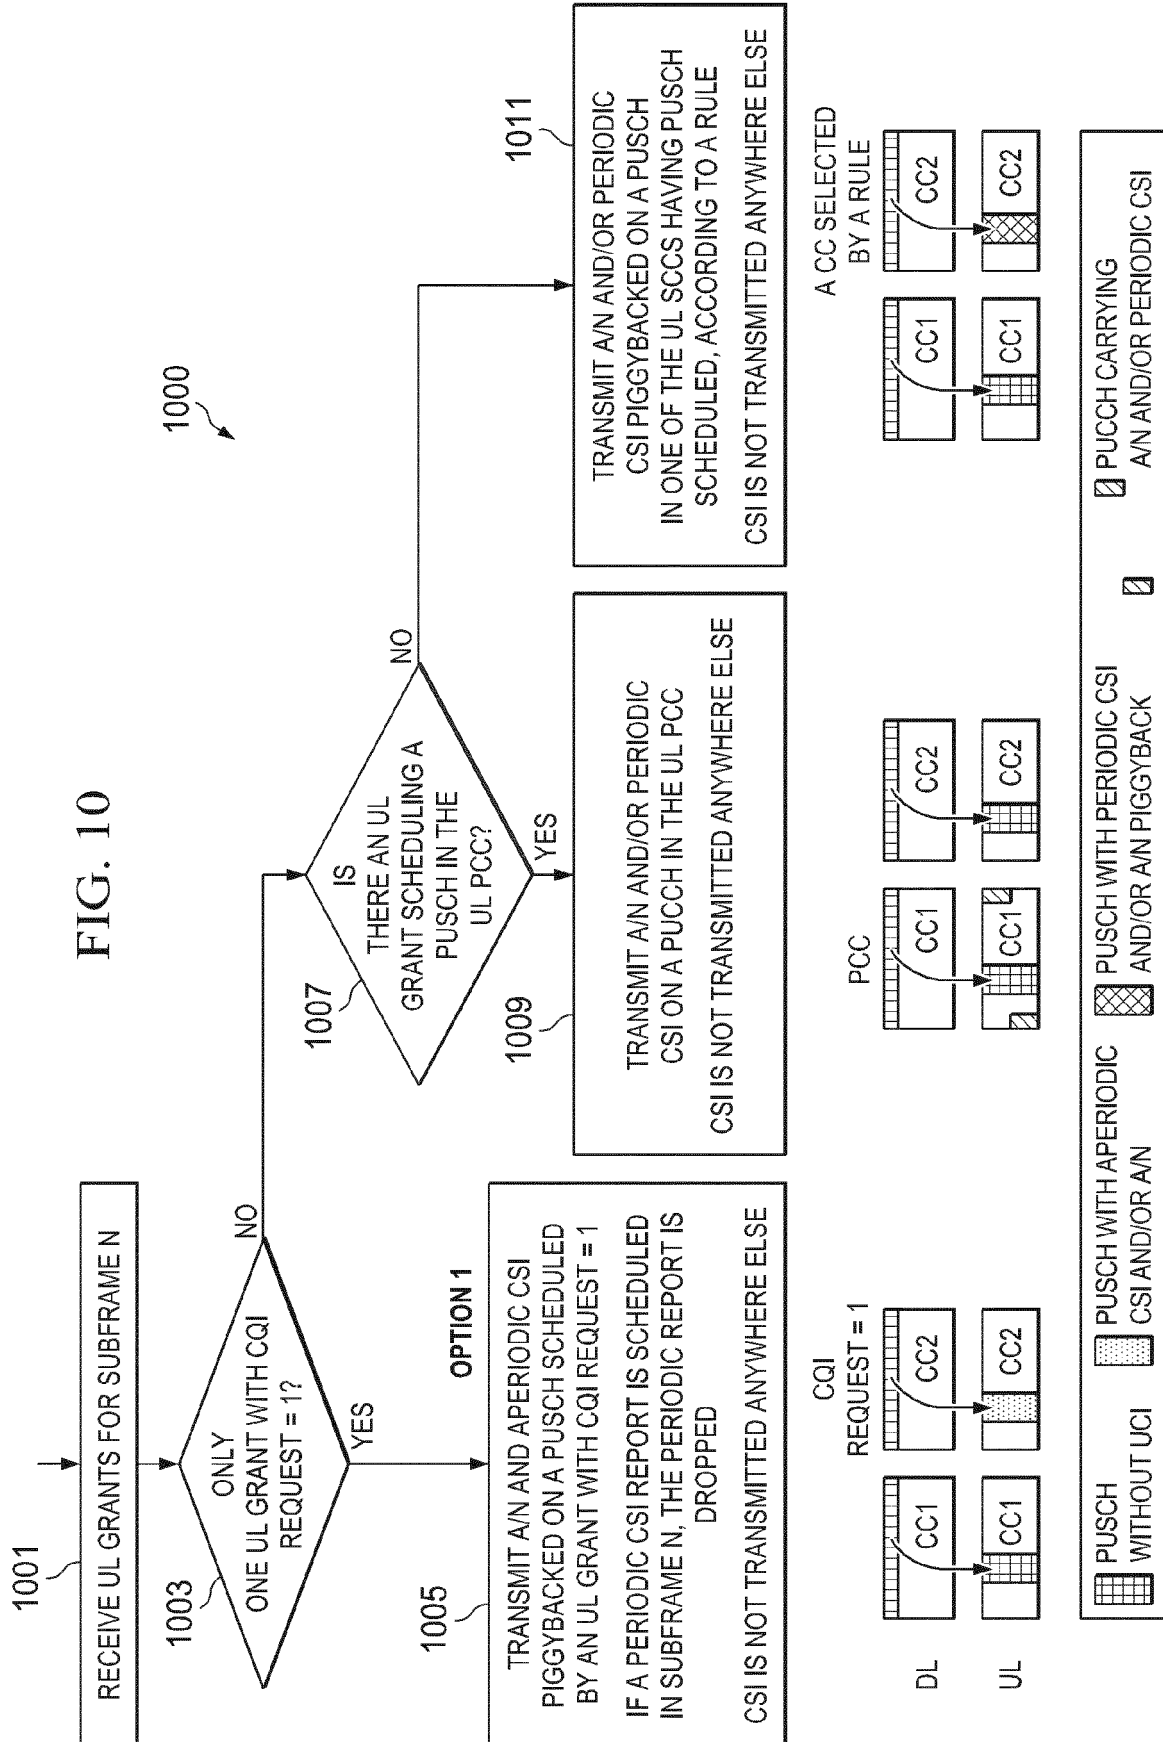 FIG. 10
1000
1001
RECEIVE UL GRANTS FOR SUBFRAME N
1003
ONLY
ONE UL GRANT WITH CQI
REQUEST = 1?
NO
YES
1007
IS
THERE AN UL
GRANT SCHEDULING A
PUSCH IN THE
UL PCC?
NO
YES
1005
OPTION 1
TRANSMIT A/N AND APERIODIC CSI
PIGGYBACKED ON A PUSCH SCHEDULED
BY AN UL GRANT WITH CQI REQUEST = 1
IF A PERIODIC CSI REPORT IS SCHEDULED
IN SUBFRAME N, THE PERIODIC REPORT IS
DROPPED
CSI IS NOT TRANSMITTED ANYWHERE ELSE
1009
TRANSMIT A/N AND/OR PERIODIC
CSI ON A PUCCH IN THE UL PCC
CSI IS NOT TRANSMITTED ANYWHERE ELSE
1011
TRANSMIT A/N AND/OR PERIODIC
CSI PIGGYBACKED ON A PUSCH
IN ONE OF THE UL SCCS HAVING PUSCH
SCHEDULED, ACCORDING TO A RULE
CSI IS NOT TRANSMITTED ANYWHERE ELSE
CQI
REQUEST = 1
PCC
A CC SELECTED
BY A RULE
DL
CC1
CC2
CC1
CC2
CC1
CC2
UL
CC1
CC2
CC1
CC2
CC1
CC2
PUSCH
WITHOUT UCI
PUSCH WITH APERIODIC
CSI AND/OR A/N
PUSCH WITH PERIODIC CSI
AND/OR A/N PIGGYBACK
PUCCH CARRYING
A/N AND/OR PERIODIC CSI